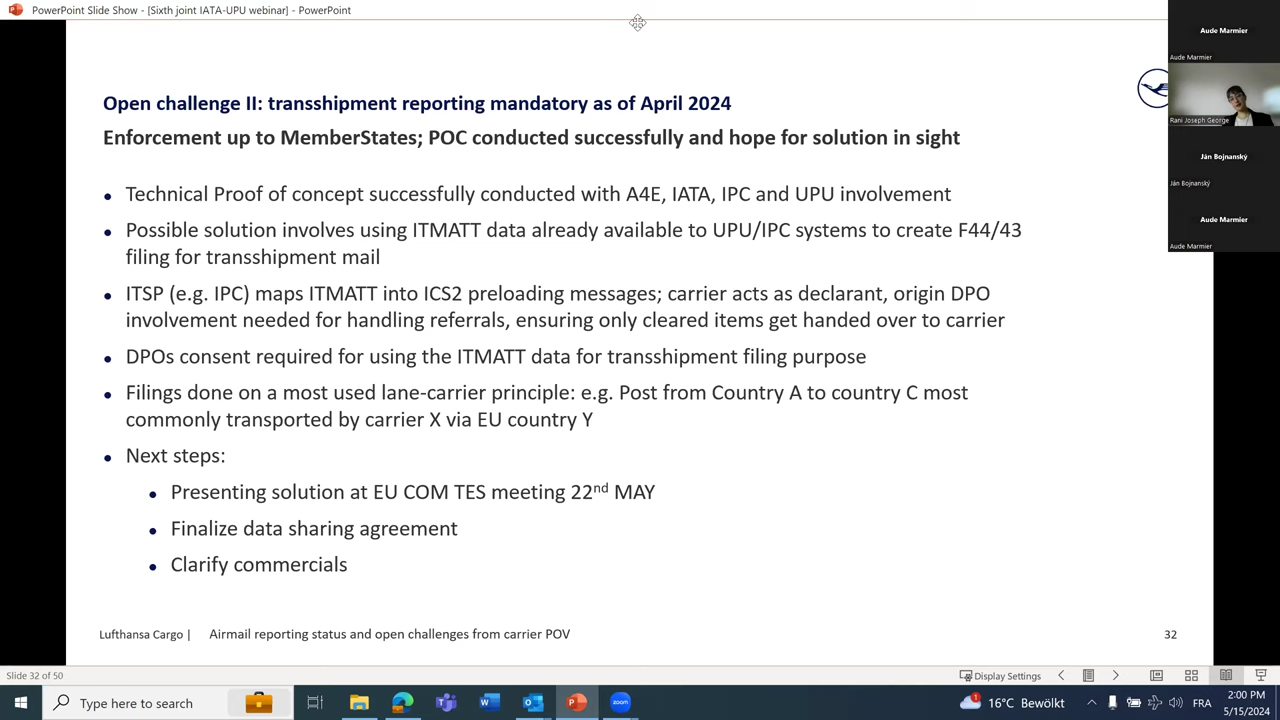 PowerPoint Slide Show - [Sixth joint IATA-UPU webinar] - PowerPoint
Aude Marmier
Aude Marmier
Rani Joseph George
Ján Bojnanský
Ján Bojnanský
Aude Marmier
Aude Marmier
Open challenge II: transshipment reporting mandatory as of April 2024
Enforcement up to MemberStates; POC conducted successfully and hope for solution in sight
• Technical Proof of concept successfully conducted with A4E, IATA, IPC and UPU involvement
• Possible solution involves using ITMATT data already available to UPU/IPC systems to create F44/43
filing for transshipment mail
• ITSP (e.g. IPC) maps ITMATT into ICS2 preloading messages; carrier acts as declarant, origin DPO
involvement needed for handling referrals, ensuring only cleared items get handed over to carrier
• DPOs consent required for using the ITMATT data for transshipment filing purpose
• Filings done on a most used lane-carrier principle: e.g. Post from Country A to country C most
commonly transported by carrier X via EU country Y
• Next steps:
• Presenting solution at EU COM TES meeting 22nd MAY
• Finalize data sharing agreement
• Clarify commercials
Lufthansa Cargo | Airmail reporting status and open challenges from carrier POV 32
Slide 32 of 50 Display Settings
Type here to search zoom 1 16°C Bewölkt FRA 2:00 PM
5/15/2024